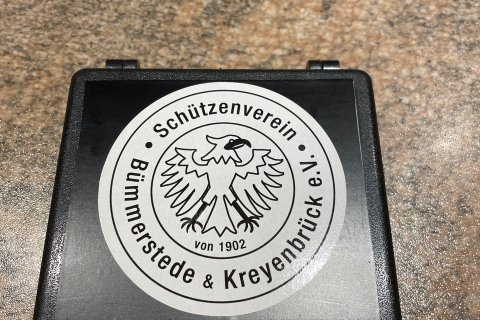 • Schützenverein •
Bümmerstede & Kreyenbrück e.V.
von 1902